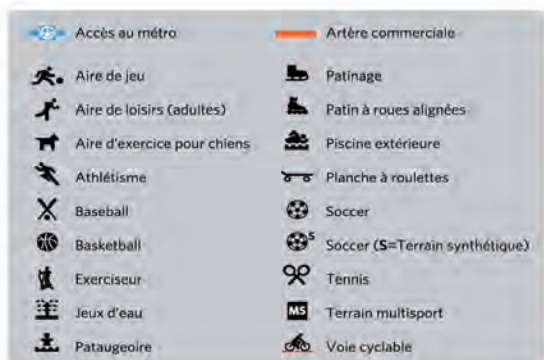 Accès au métro
Artère commerciale
Aire de jeu
Patinage
Aire de loisirs (adultes)
Patin à roues alignées
Aire d'exercice pour chiens
Piscine extérieure
Athlétisme
Planche à roulettes
Baseball
Soccer
Basketball
S Soccer (S=Terrain synthétique)
Exerciseur
Tennis
Jeux d'eau
MS Terrain multisport
Pataugeoire
Voie cyclable